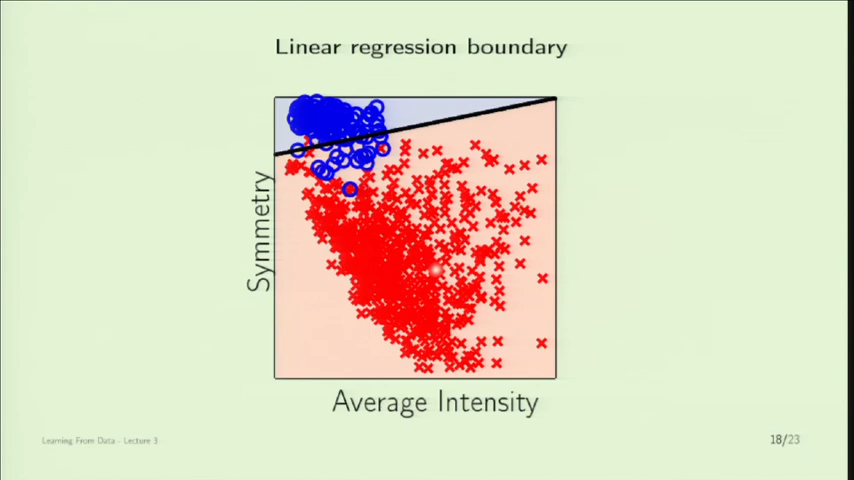 Linear regression boundary
Symmetry
Average Intensity
Learning From Data - Lecture 3
18/23